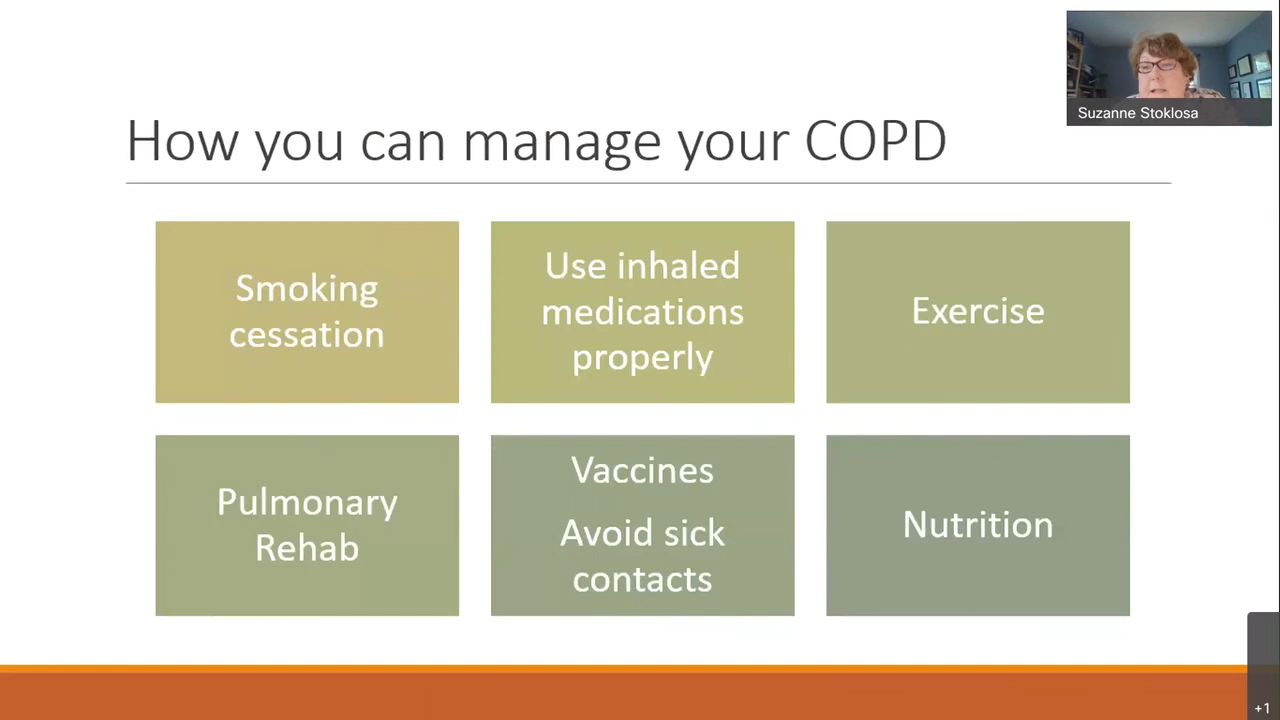 Suzanne Stoklosa
How you can manage your COPD
Smoking
cessation
Use inhaled
medications
properly
Exercise
Pulmonary
Rehab
Vaccines
Avoid sick
contacts
Nutrition
+1